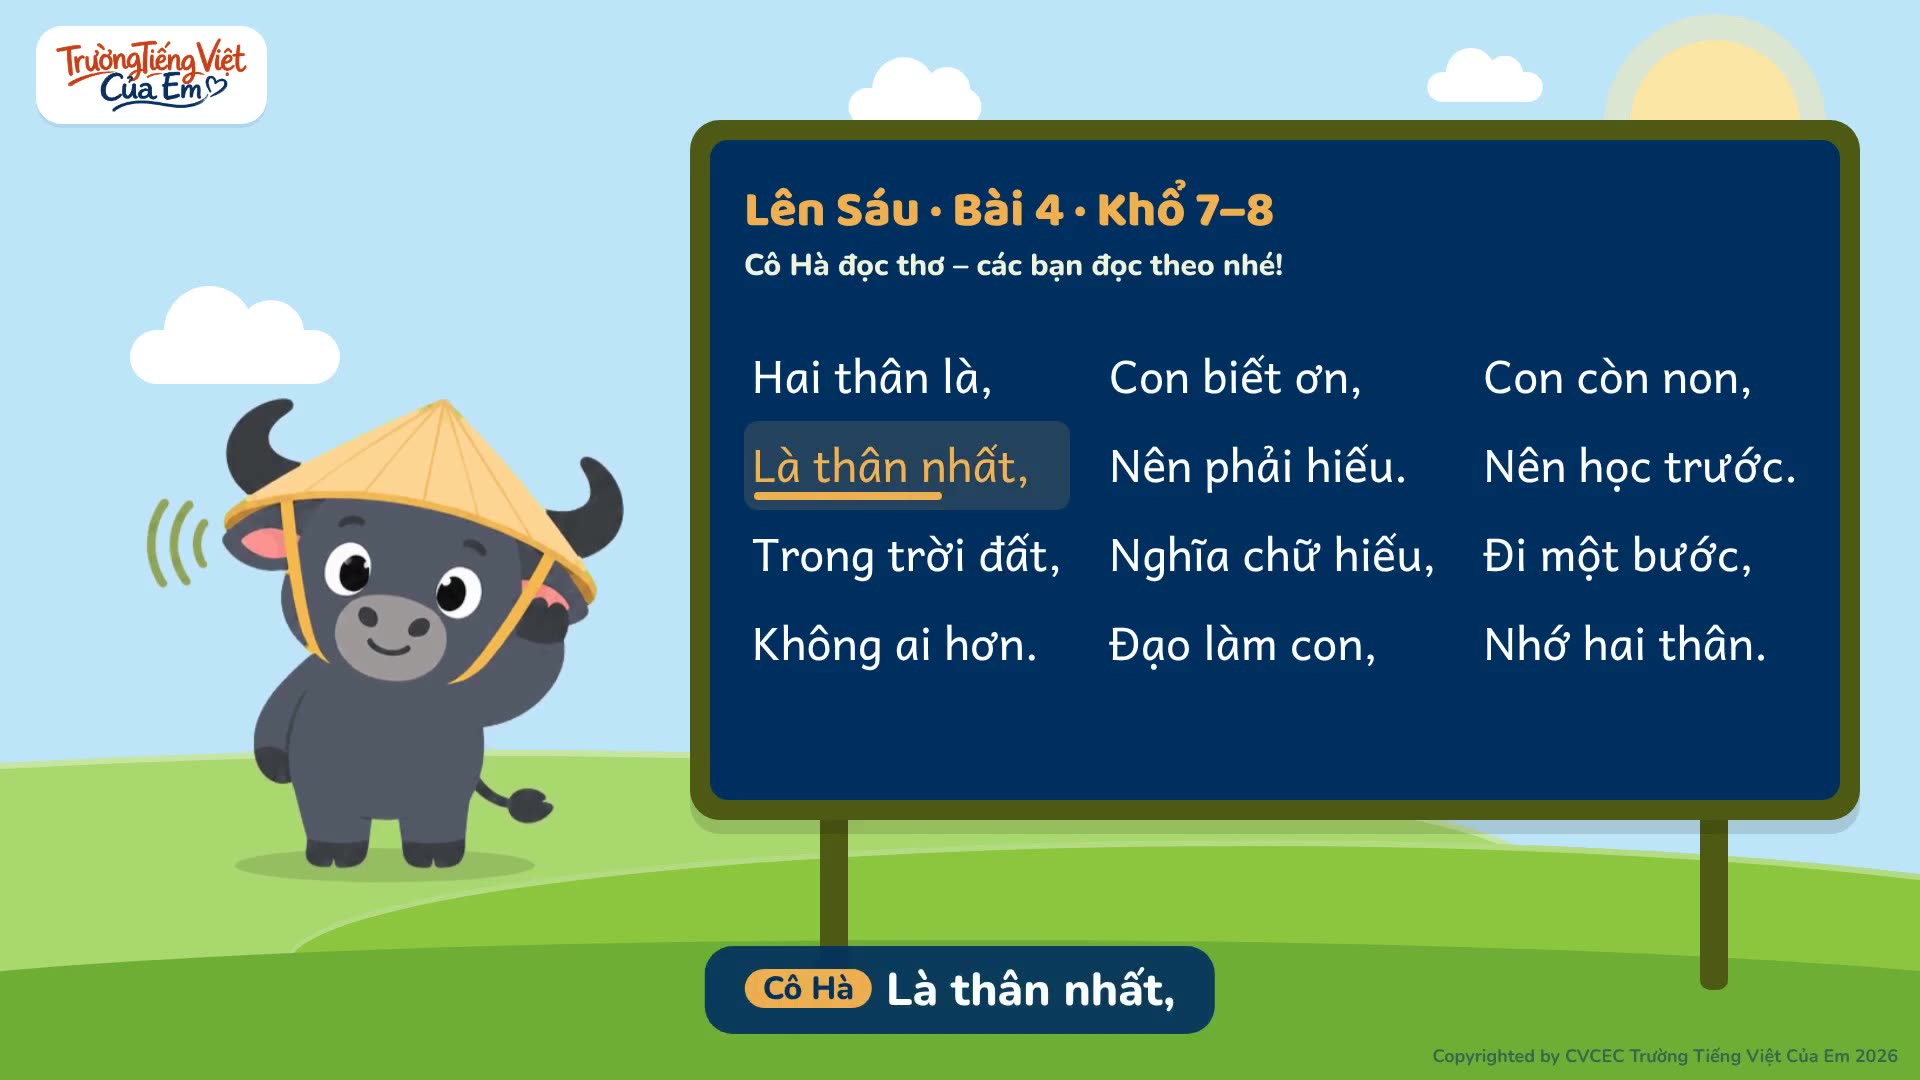 Trường Tiếng Việt
Của Em
Lên Sáu • Bài 4 • Khổ 7–8
Cô Hà đọc thơ – các bạn đọc theo nhé!
Hai thân là,
Là thân nhất,
Trong trời đất,
Không ai hơn.
Con biết ơn,
Nên phải hiếu.
Nghĩa chữ hiếu,
Đạo làm con,
Con còn non,
Nên học trước.
Đi một bước,
Nhớ hai thân.
Cô Hà Là thân nhất,
Copyrighted by CVCEC Trường Tiếng Việt Của Em 2026